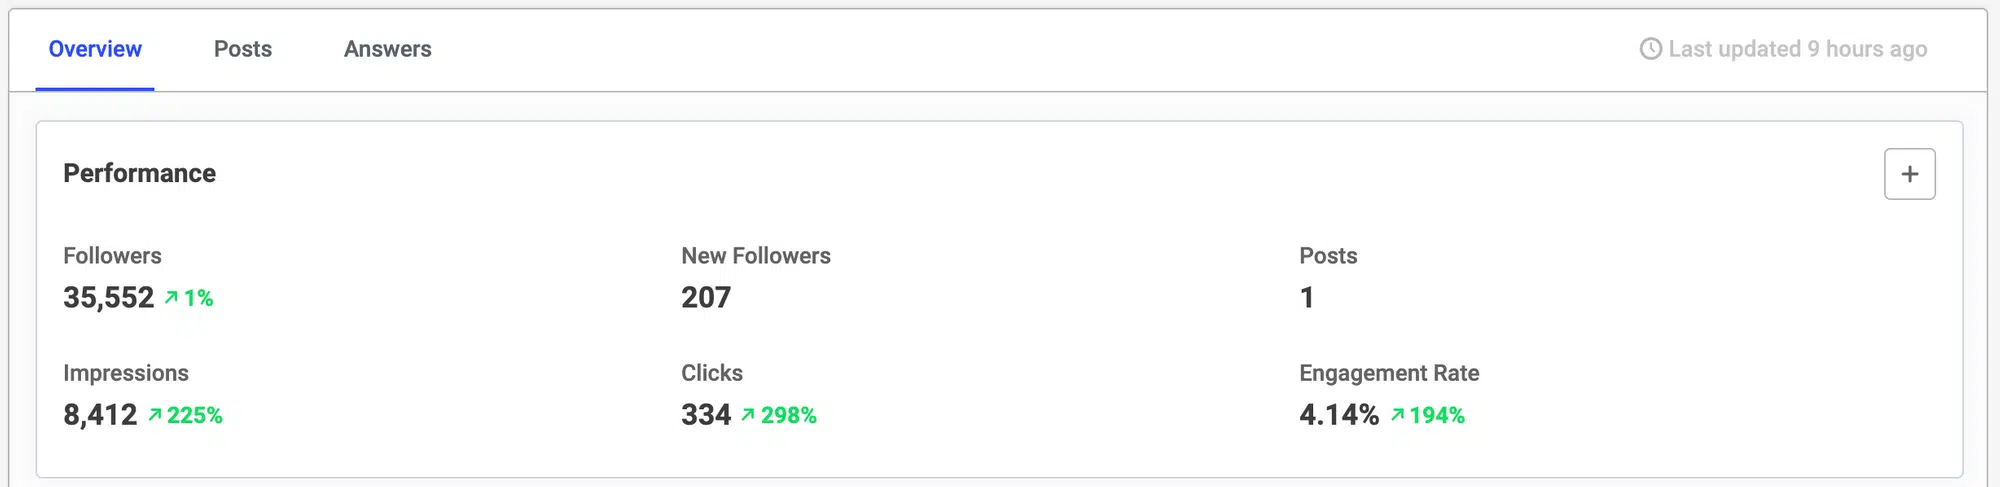 Overview Posts Answers Last updated 9 hours ago
Performance +
Followers New Followers Posts
35,552 ↗ 1% 207 1
Impressions Clicks Engagement Rate
8,412 ↗ 225% 334 ↗ 298% 4.14% ↗ 194%